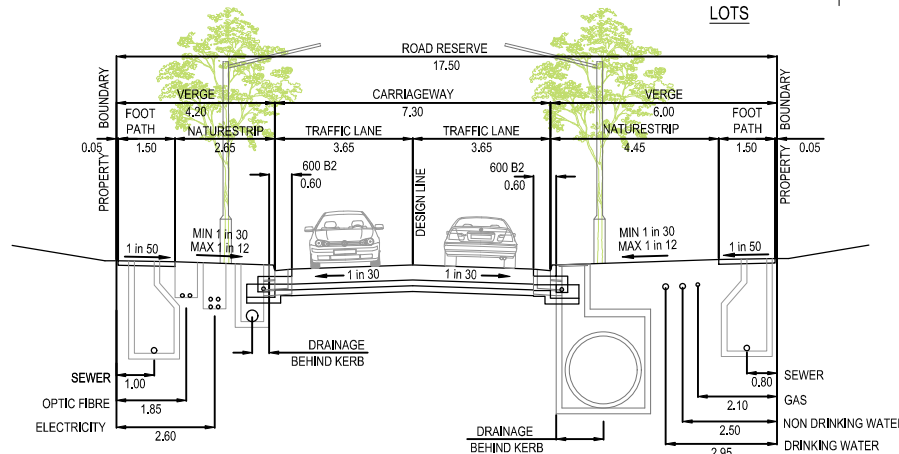 LOTS
ROAD RESERVE
17.50
VERGE
4.20
CARRIAGEWAY
7.30
VERGE
6.00
PROPERTY BOUNDARY
FOOT
PATH
NATURESTRIP
TRAFFIC LANE
TRAFFIC LANE
NATURESTRIP
FOOT
PATH
PROPERTY BOUNDARY
0.05
1.50
2.65
3.65
3.65
4.45
1.50
0.05
600 B2
0.60
DESIGN LINE
600 B2
0.60
1 in 50
MIN 1 in 30
MAX 1 in 12
1 in 30
1 in 30
MIN 1 in 30
MAX 1 in 12
1 in 50
DRAINAGE
BEHIND KERB
SEWER
1.00
OPTIC FIBRE
1.85
ELECTRICITY
2.60
DRAINAGE
BEHIND KERB
0.80
SEWER
2.10
GAS
2.50
NON DRINKING WATER
2.95
DRINKING WATER